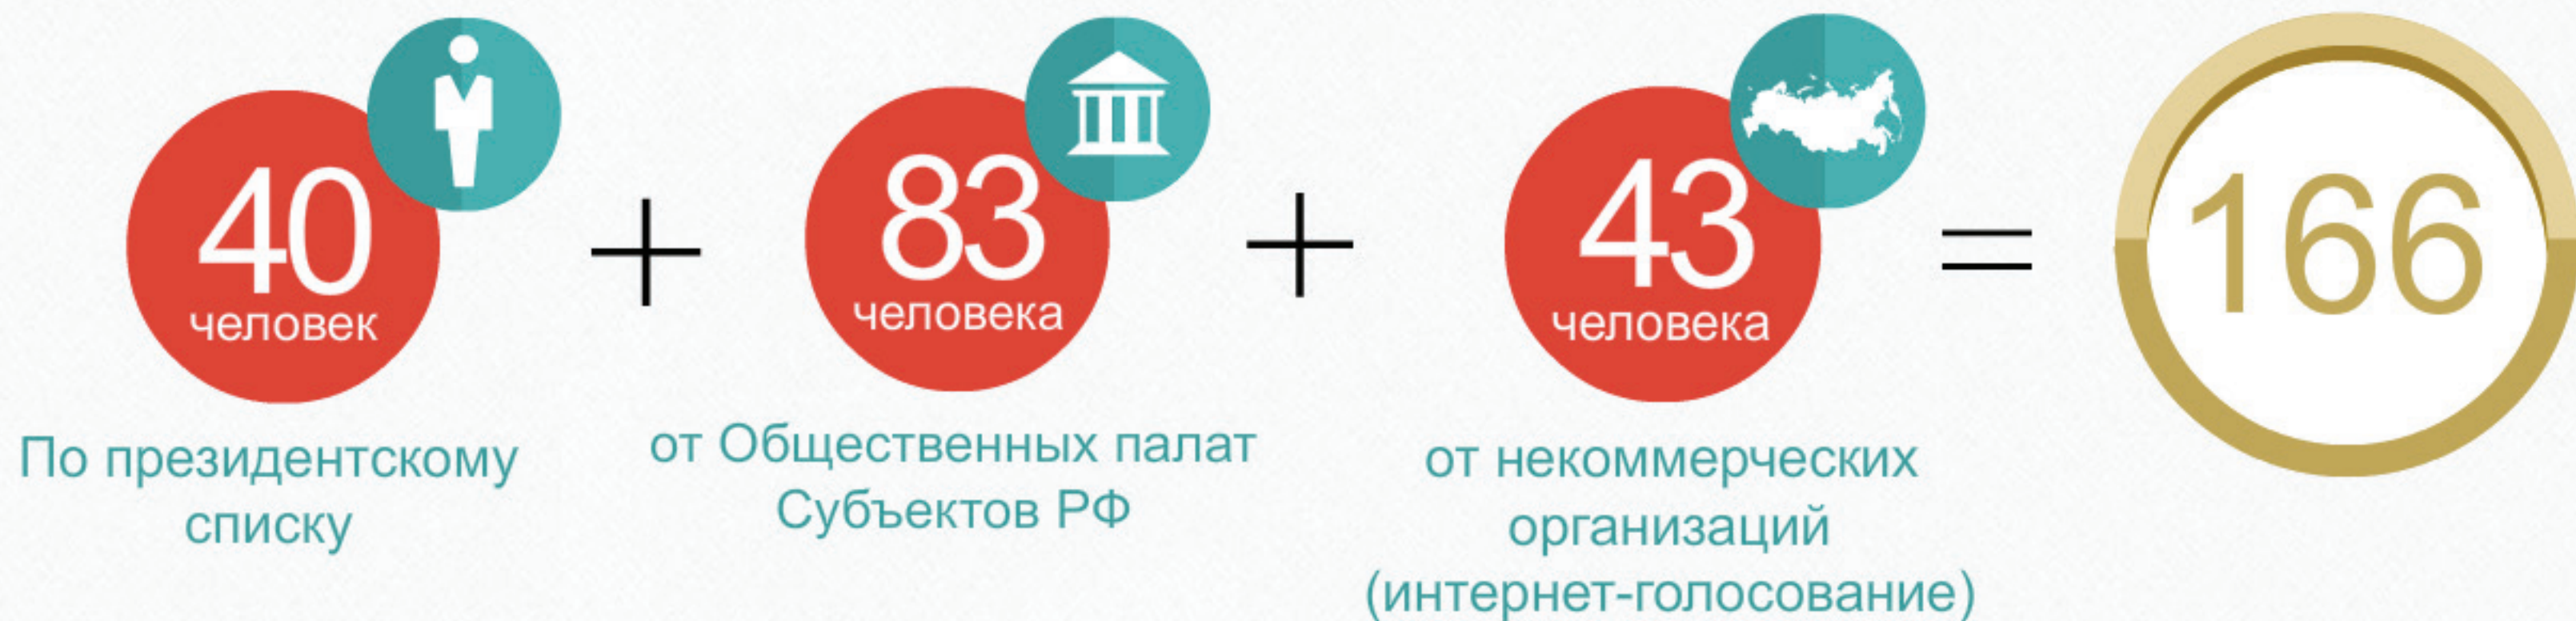 40
человек
По президентскому
списку
+
83
человека
от Общественных палат
Субъектов РФ
+
43
человека
от некоммерческих
организаций
(интернет-голосование)
=
166